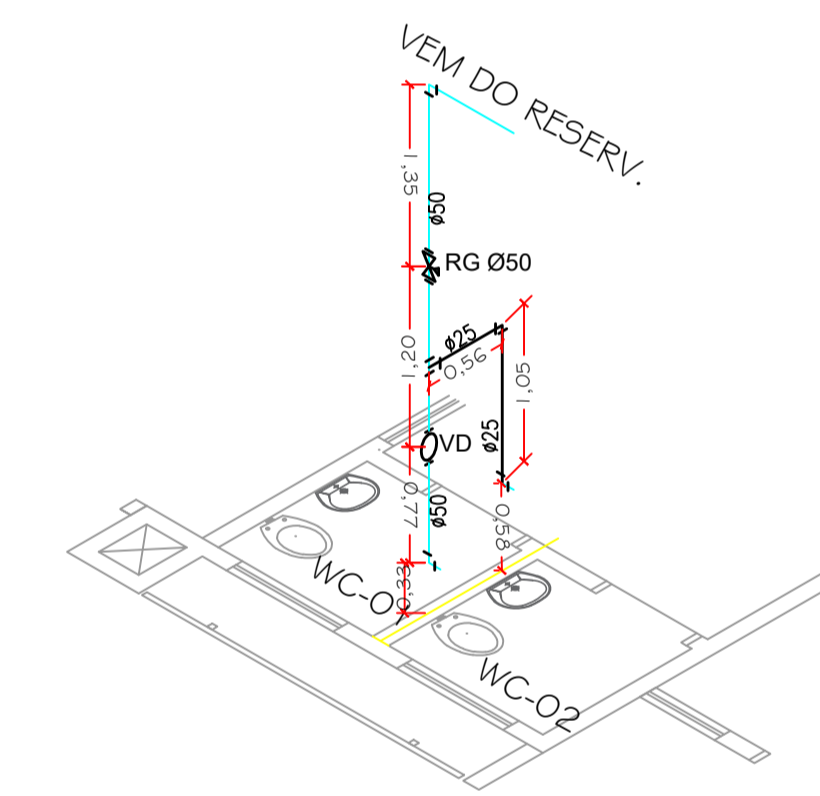 VEM DO RESERV.
1,35
ø50
RG Ø50
ø25
0,56
1,20
1,05
VD
ø25
0,77
ø50
0,58
0,33
WC-01
WC-02